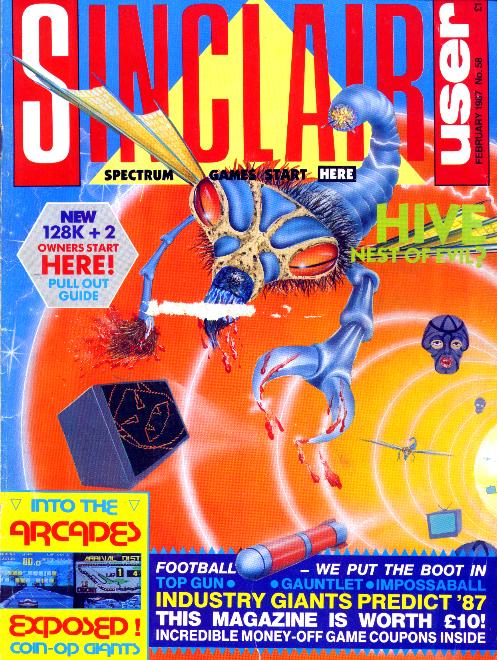 SINCLAIR
user
£1
FEBRUARY 1987 No. 58
SPECTRUM GAMES START HERE
HIVE
NEST OF EVIL?
NEW
128K + 2
OWNERS START
HERE!
PULL OUT
GUIDE
INTO THE
ARCADES
EXPOSED!
COIN-OP GIANTS
FOOTBALL – WE PUT THE BOOT IN
TOP GUN • • GAUNTLET • IMPOSSABALL
INDUSTRY GIANTS PREDICT '87
THIS MAGAZINE IS WORTH £10!
INCREDIBLE MONEY-OFF GAME COUPONS INSIDE